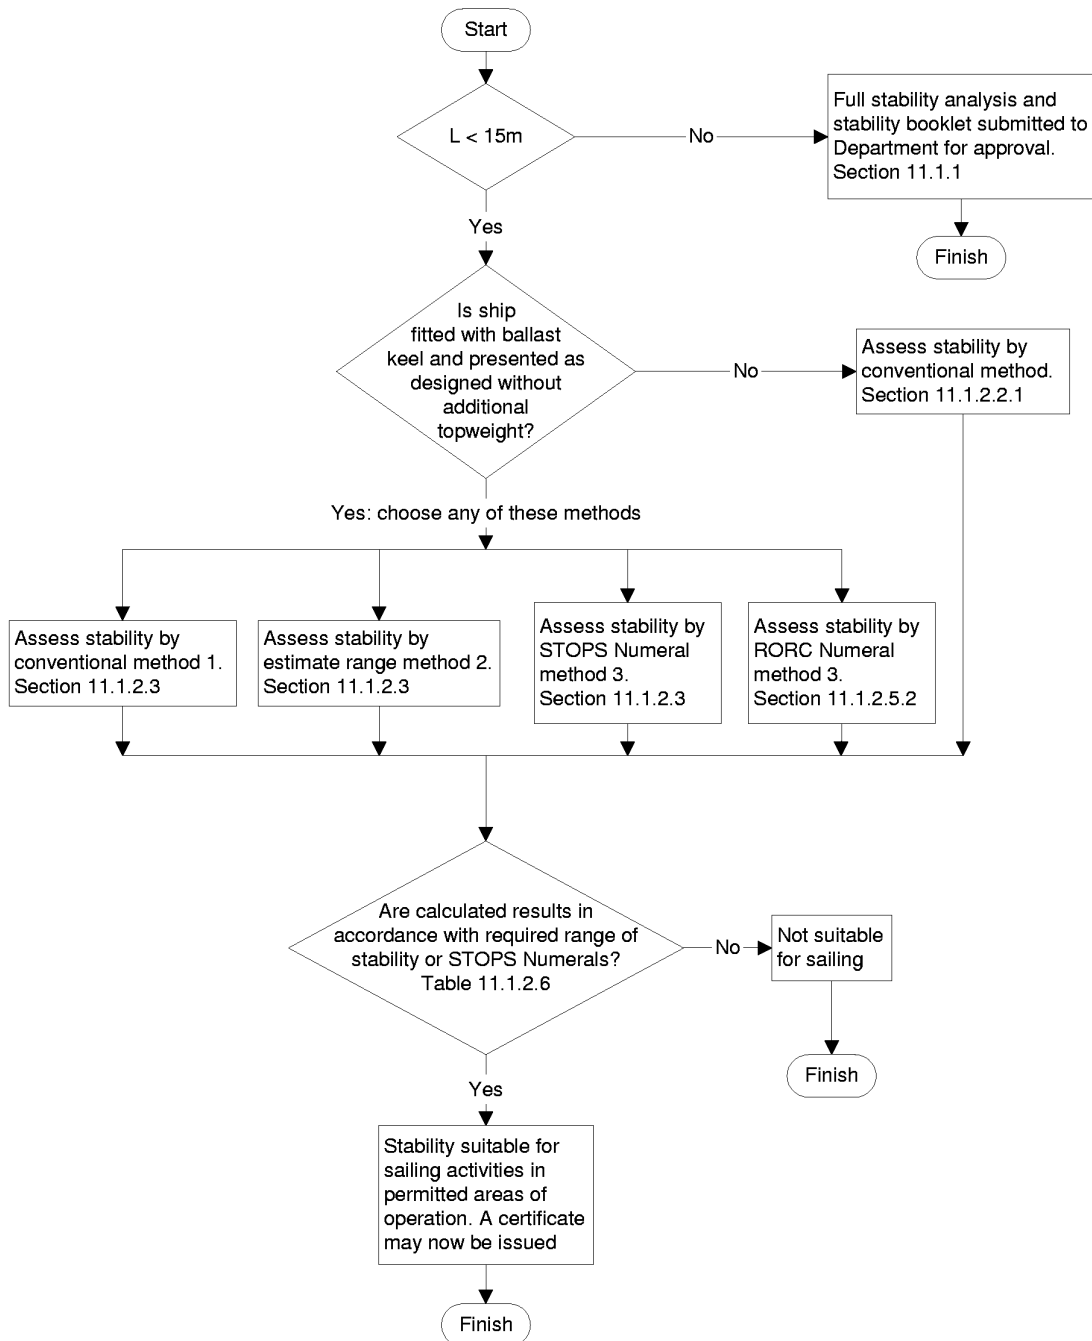 Start
L < 15m
No
Full stability analysis and
stability booklet submitted to
Department for approval.
Section 11.1.1
Yes
Finish
Is ship
fitted with ballast
keel and presented as
designed without
additional
topweight?
No
Assess stability by
conventional method.
Section 11.1.2.2.1
Yes: choose any of these methods
Assess stability by
conventional method 1.
Section 11.1.2.3
Assess stability by
estimate range method 2.
Section 11.1.2.3
Assess stability by
STOPS Numeral
method 3.
Section 11.1.2.3
Assess stability by
RORC Numeral
method 3.
Section 11.1.2.5.2
Are calculated results in
accordance with required range of
stability or STOPS Numerals?
Table 11.1.2.6
No
Not suitable
for sailing
Finish
Yes
Stability suitable for
sailing activities in
permitted areas of
operation. A certificate
may now be issued
Finish